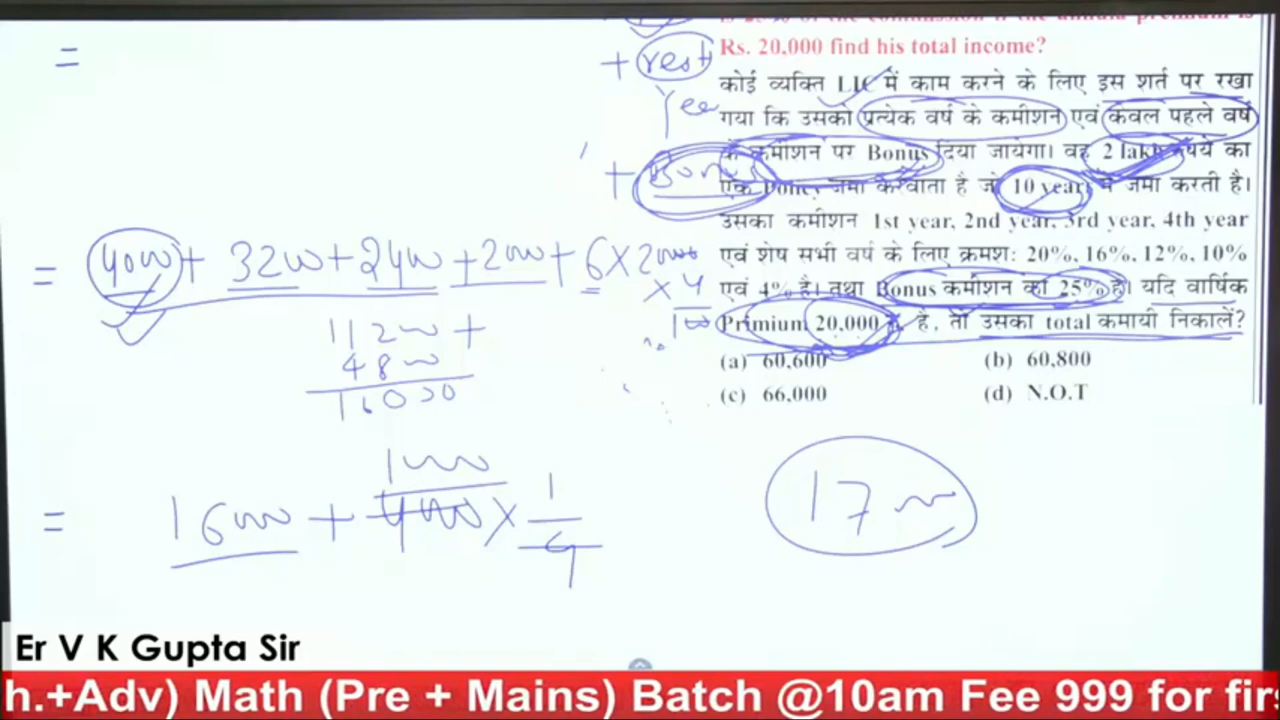 Rs. 20,000 find his total income?
कोई व्यक्ति LIC में काम करने के लिए इस शर्त पर रखा
गया कि उसको प्रत्येक वर्ष के कमीशन एवं केवल पहले वर्ष
के कमीशन पर Bonus दिया जायेगा। वह 2 lakh रूपये का
एक Policy जमा करवाता है जो 10 year में जमा करती है।
उसका कमीशन 1st year, 2nd year, 3rd year, 4th year
एवं शेष सभी वर्ष के लिए क्रमश: 20%, 16%, 12%, 10%
एवं 4% है। तथा Bonus कमीशन का 25% है। यदि वार्षिक
Primium 20,000 है, तो उसका total कमायी निकालें?
(a) 60,600 (b) 60,800
(c) 66,000 (d) N.O.T
=
+ rest
Year
+ Bonus
= 4000 + 3200 + 2400 + 2000 + 6 × 20000 × 4/100
11200 +
4800
16000
= 16000 + 4000 × 1/4
1000
17000
Er V K Gupta Sir
h.+Adv) Math (Pre + Mains) Batch @10am Fee 999 for firs